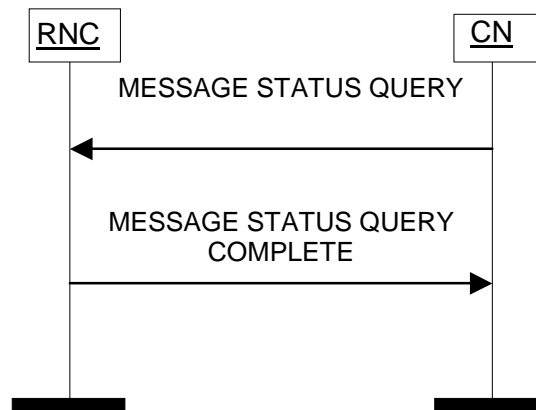 RNC
CN
MESSAGE STATUS QUERY
MESSAGE STATUS QUERY
COMPLETE